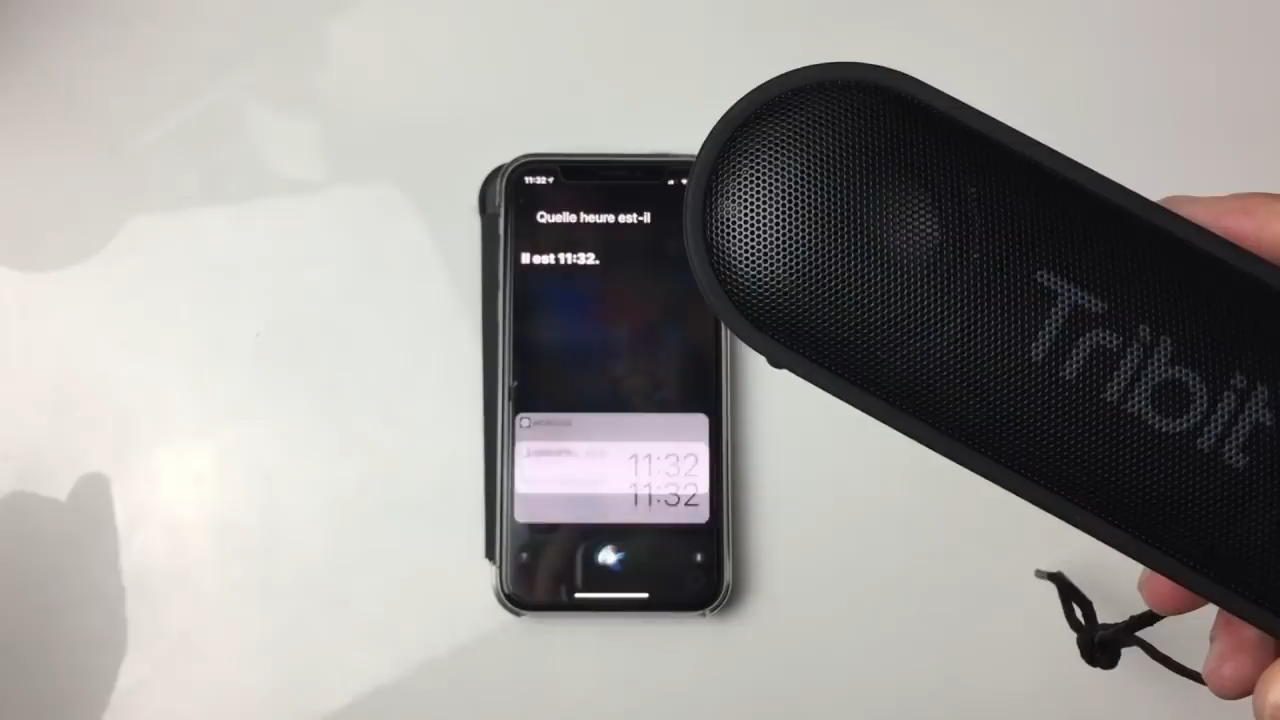 11:32
Quelle heure est-il
Il est 11:32.
11:32
11:32
Tribit